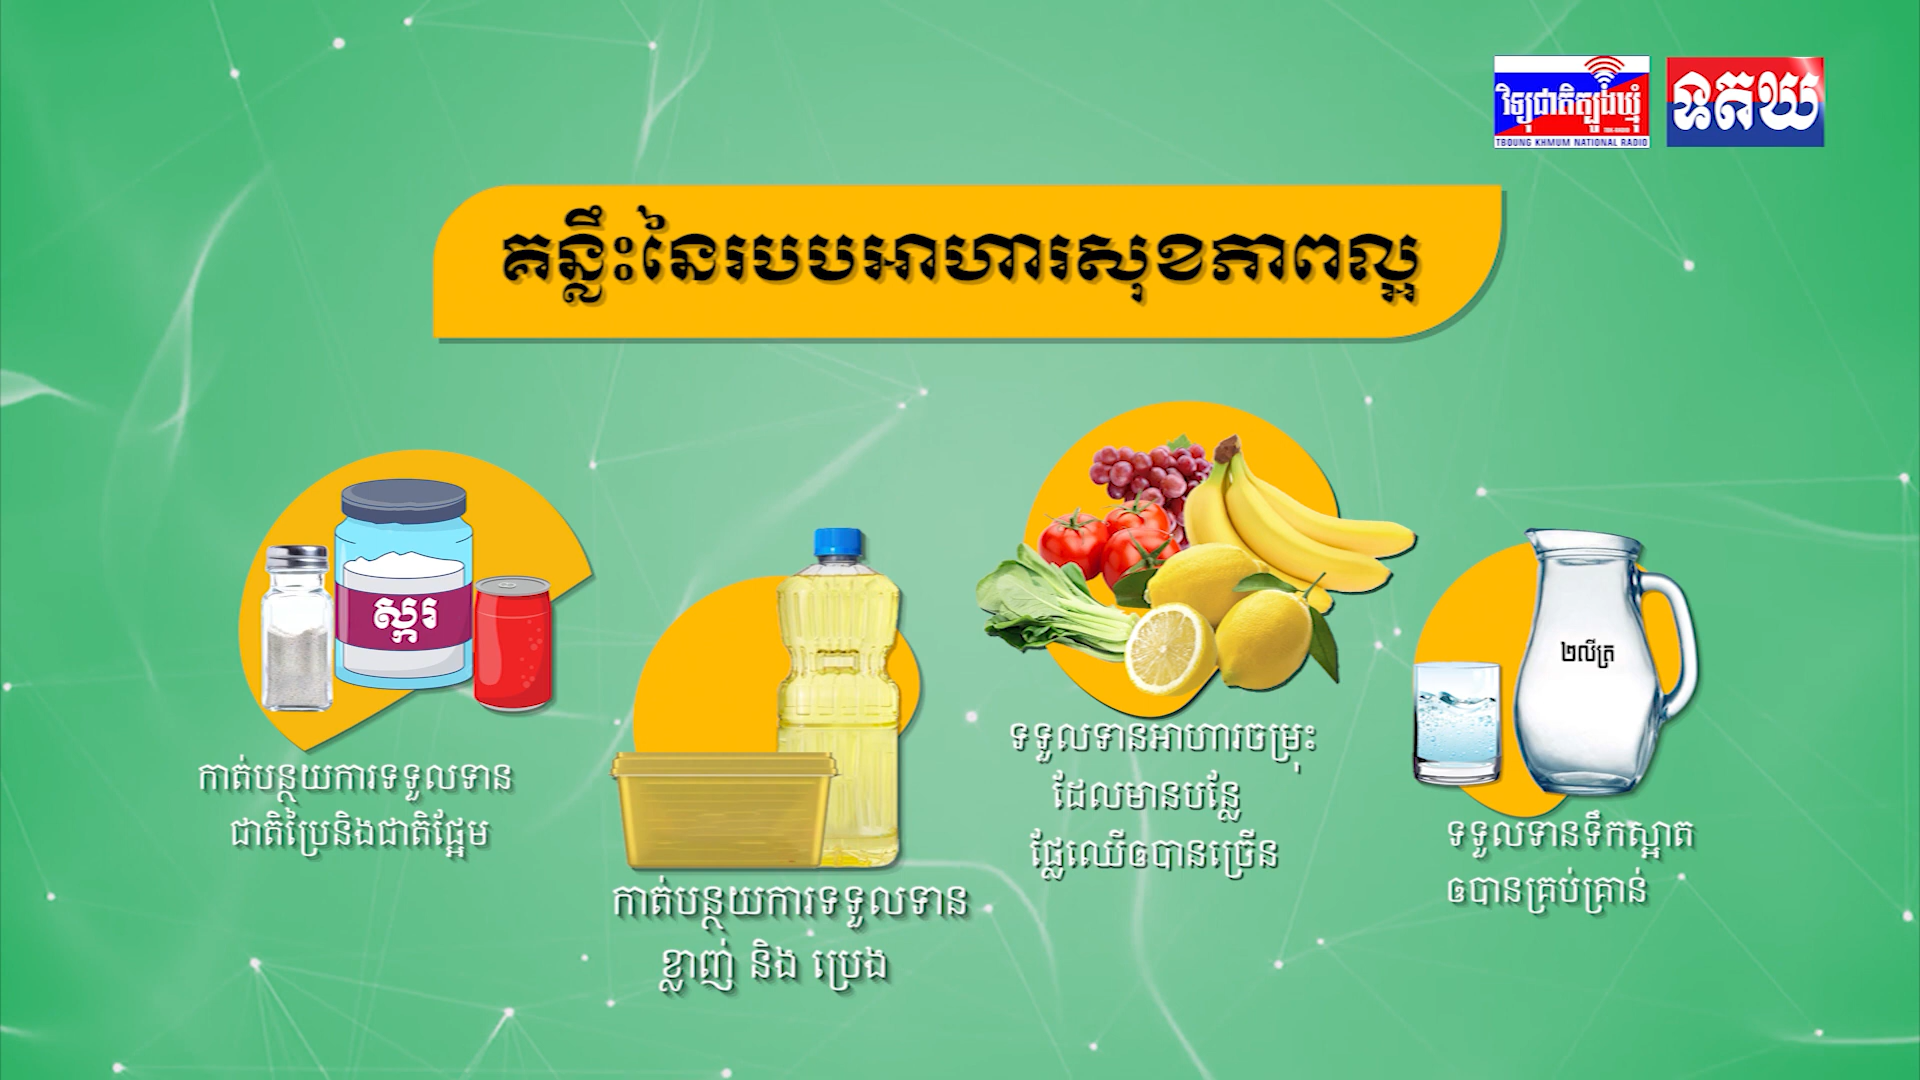 វិទ្យុជាតិត្បូងឃ្មុំ
TBK-RADIO
TBOUNG KHMUM NATIONAL RADIO
ទតឃ
គន្លឹះនៃរបបអាហារសុខភាពល្អ
ស្ករ
កាត់បន្ថយការទទួលទាន
ជាតិប្រៃនិងជាតិផ្អែម
កាត់បន្ថយការទទួលទាន
ខ្លាញ់ និង ប្រេង
ទទួលទានអាហារចម្រុះ
ដែលមានបន្លែ
ផ្លែឈើឲបានច្រើន
២លីត្រ
ទទួលទានទឹកស្អាត
ឲបានគ្រប់គ្រាន់